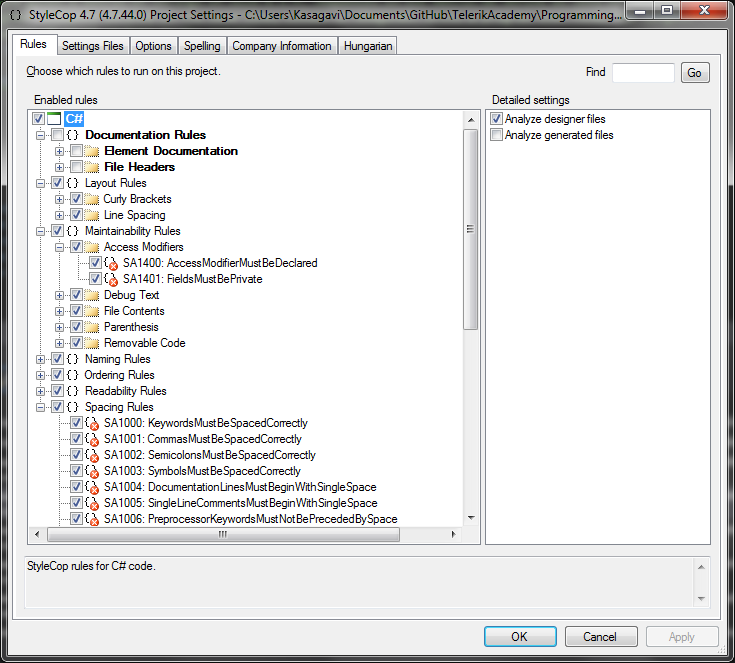 StyleCop 4.7 (4.7.44.0) Project Settings - C:\Users\Kasagavi\Documents\GitHub\TelerikAcademy\Programming...
Rules
Settings Files
Options
Spelling
Company Information
Hungarian
Choose which rules to run on this project.
Find
Go
Enabled rules
C#
Documentation Rules
Element Documentation
File Headers
Layout Rules
Curly Brackets
Line Spacing
Maintainability Rules
Access Modifiers
SA1400: AccessModifierMustBeDeclared
SA1401: FieldsMustBePrivate
Debug Text
File Contents
Parenthesis
Removable Code
Naming Rules
Ordering Rules
Readability Rules
Spacing Rules
SA1000: KeywordsMustBeSpacedCorrectly
SA1001: CommasMustBeSpacedCorrectly
SA1002: SemicolonsMustBeSpacedCorrectly
SA1003: SymbolsMustBeSpacedCorrectly
SA1004: DocumentationLinesMustBeginWithSingleSpace
SA1005: SingleLineCommentsMustBeginWithSingleSpace
SA1006: PreprocessorKeywordsMustNotBePrecededBySpace
Detailed settings
Analyze designer files
Analyze generated files
StyleCop rules for C# code.
OK
Cancel
Apply